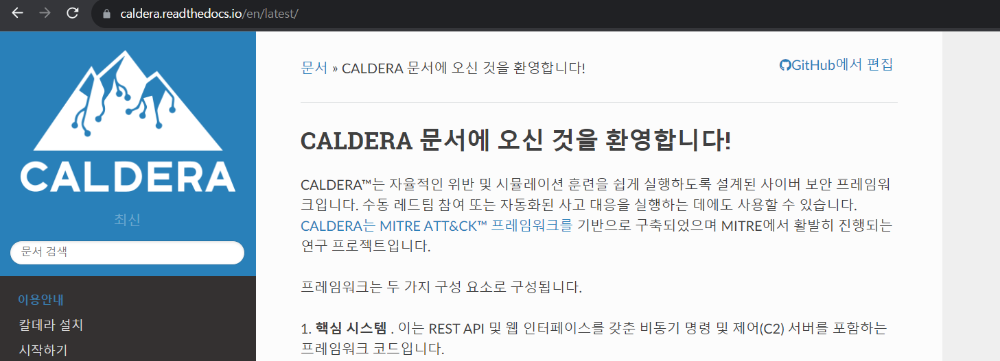 caldera.readthedocs.io/en/latest/
CALDERA
최신
문서 검색
이용안내
칼데라 설치
시작하기
문서 » CALDERA 문서에 오신 것을 환영합니다!
GitHub에서 편집
CALDERA 문서에 오신 것을 환영합니다!
CALDERA™는 자율적인 위반 및 시뮬레이션 훈련을 쉽게 실행하도록 설계된 사이버 보안 프레임워
크입니다. 수동 레드팀 참여 또는 자동화된 사고 대응을 실행하는 데에도 사용할 수 있습니다.
CALDERA는 MITRE ATT&CK™ 프레임워크를 기반으로 구축되었으며 MITRE에서 활발히 진행되는
연구 프로젝트입니다.
프레임워크는 두 가지 구성 요소로 구성됩니다.
1. 핵심 시스템 . 이는 REST API 및 웹 인터페이스를 갖춘 비동기 명령 및 제어(C2) 서버를 포함하는
프레임워크 코드입니다.